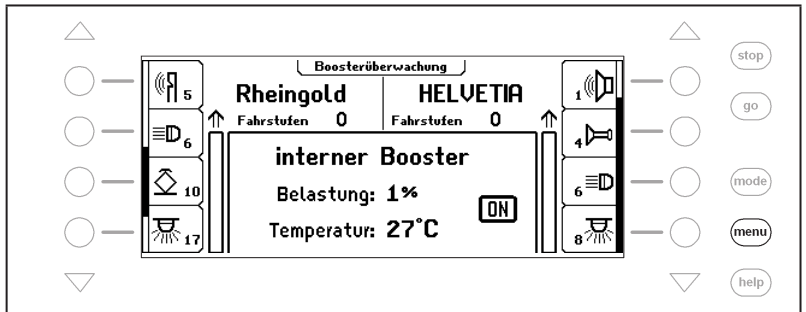 Boosterüberwachung
Rheingold HELVETIA
Fahrstufen 0 Fahrstufen 0
interner Booster
Belastung: 1%
ON
Temperatur: 27°C
5
6
10
17
1
4
6
8
stop
go
mode
menu
help